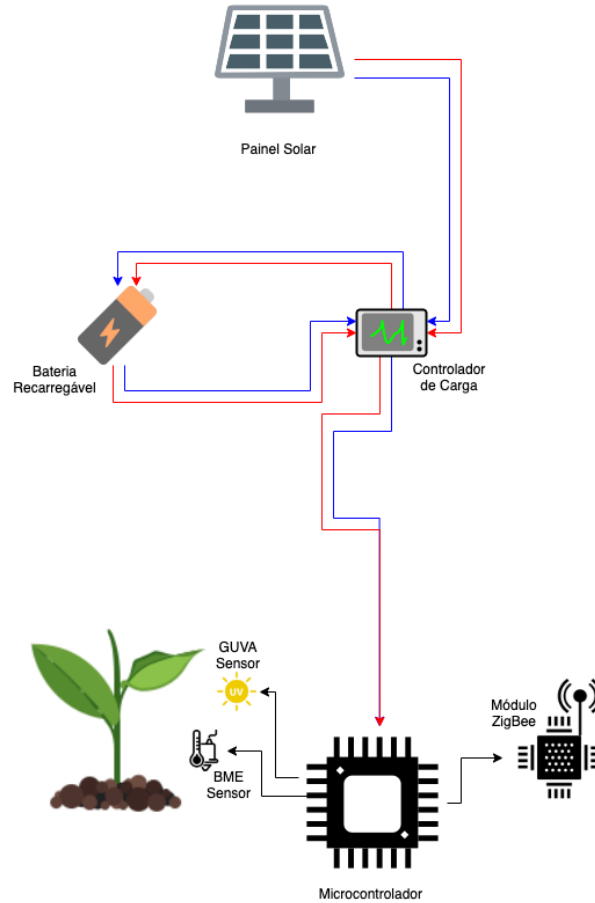 Painel Solar
Bateria
Recarregável
Controlador
de Carga
GUVA
Sensor
UV
BME
Sensor
Módulo
ZigBee
Microcontrolador